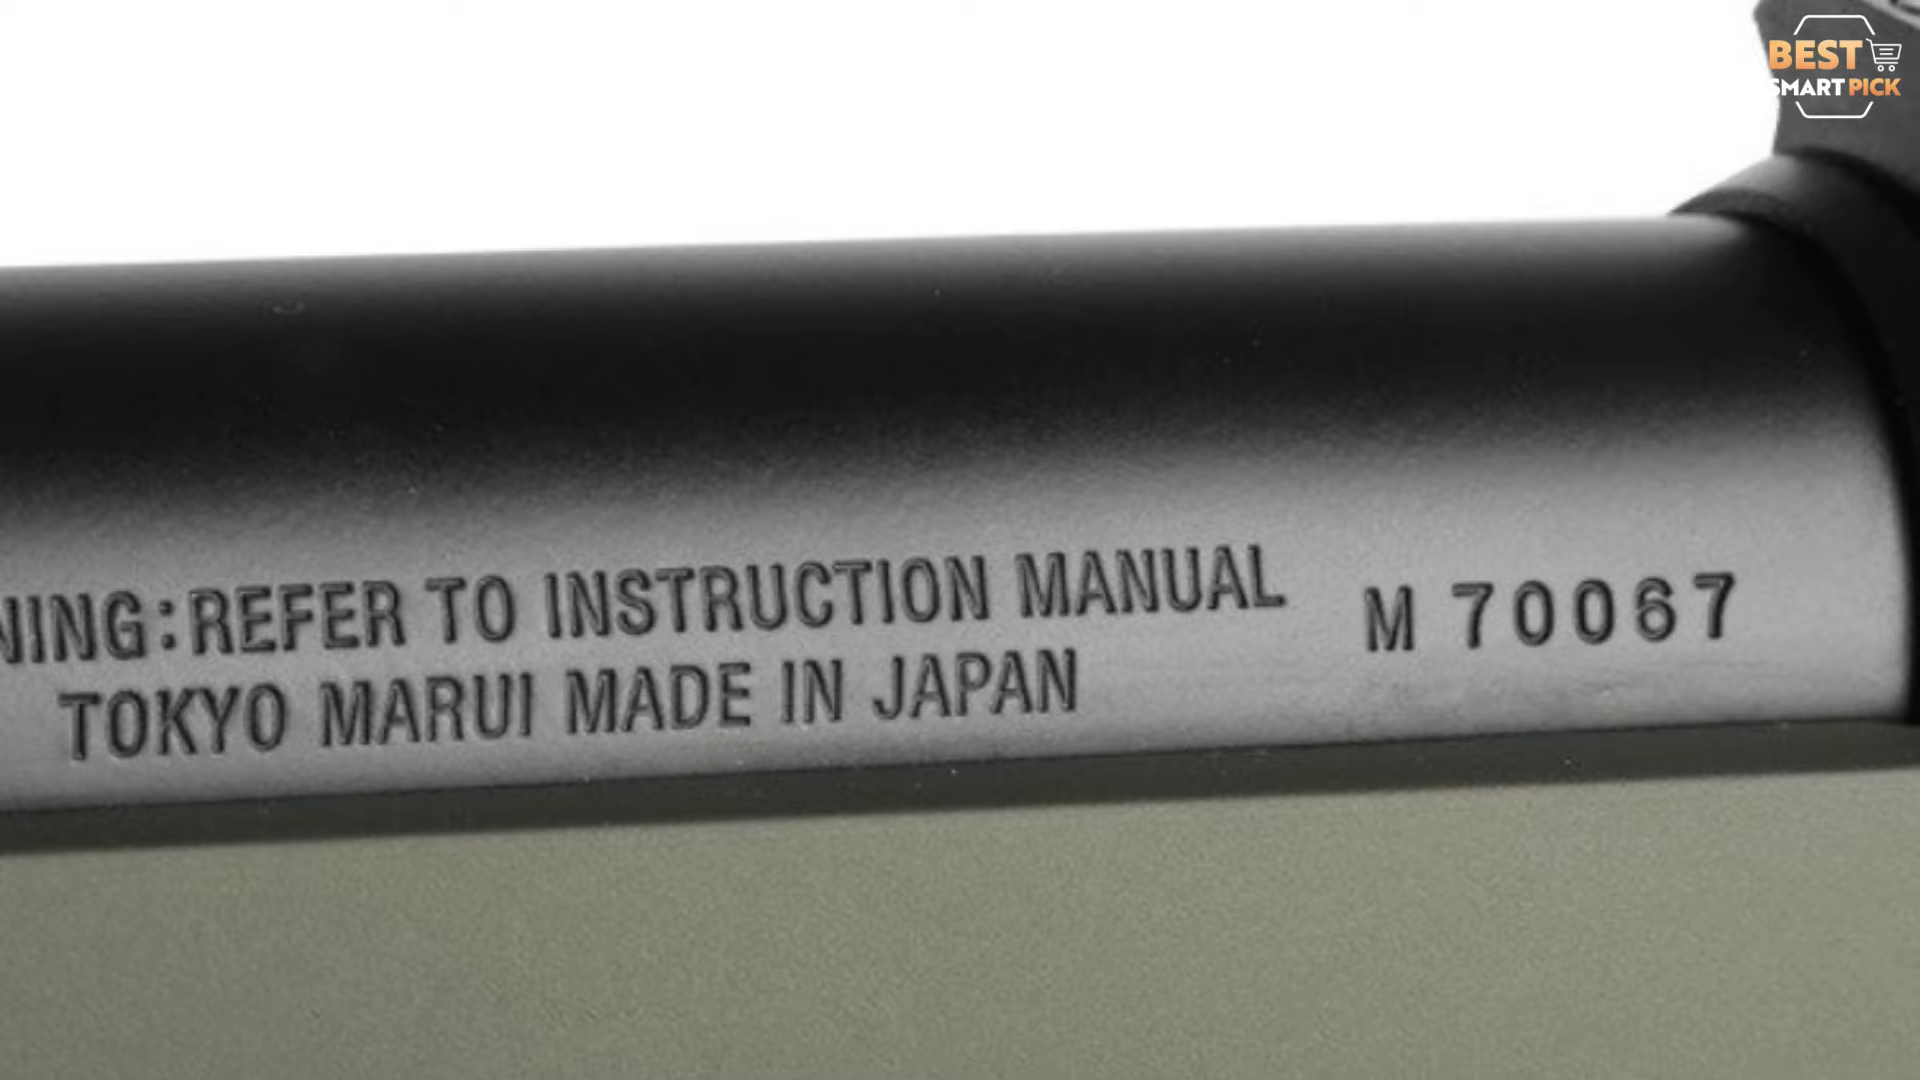 BEST
SMART PICK
NING:REFER TO INSTRUCTION MANUAL
M 70067
TOKYO MARUI MADE IN JAPAN